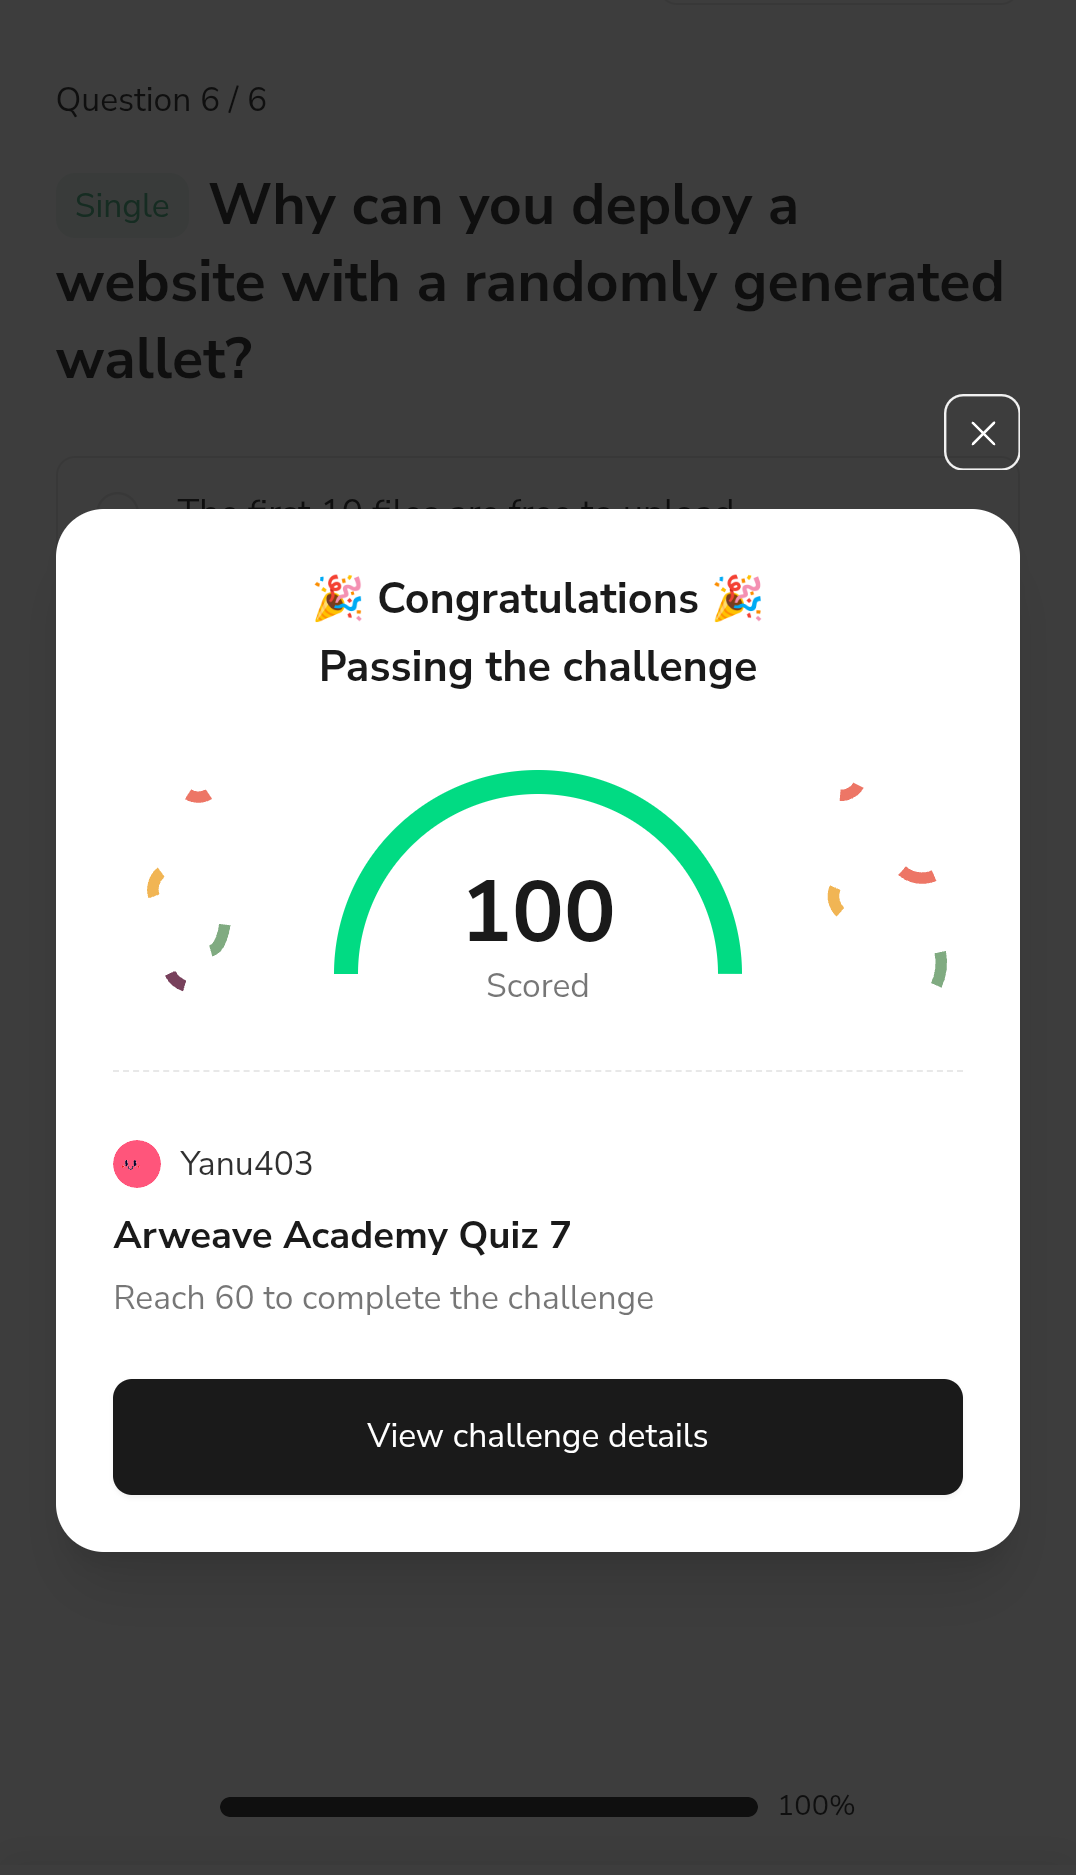 Question 6 / 6
Single Why can you deploy a
website with a randomly generated
wallet?
The first 10 files are free to upload
🎉 Congratulations 🎉
Passing the challenge
100
Scored
Yanu403
Arweave Academy Quiz 7
Reach 60 to complete the challenge
View challenge details
100%